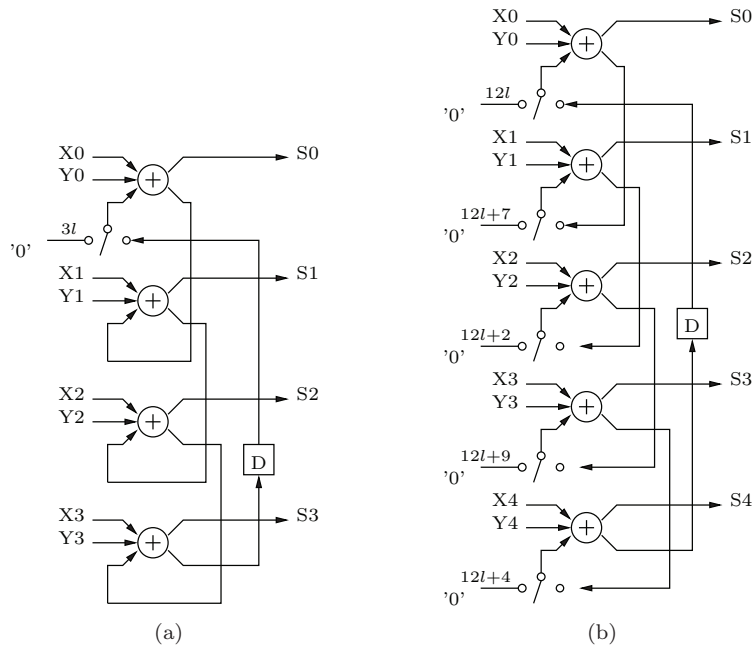 X0
Y0
S0
3l
'0'
X1
Y1
S1
X2
Y2
S2
D
X3
Y3
S3
(a)
X0
Y0
S0
12l
'0'
X1
Y1
S1
12l+7
'0'
X2
Y2
S2
12l+2
'0'
D
X3
Y3
S3
12l+9
'0'
X4
Y4
S4
12l+4
'0'
(b)